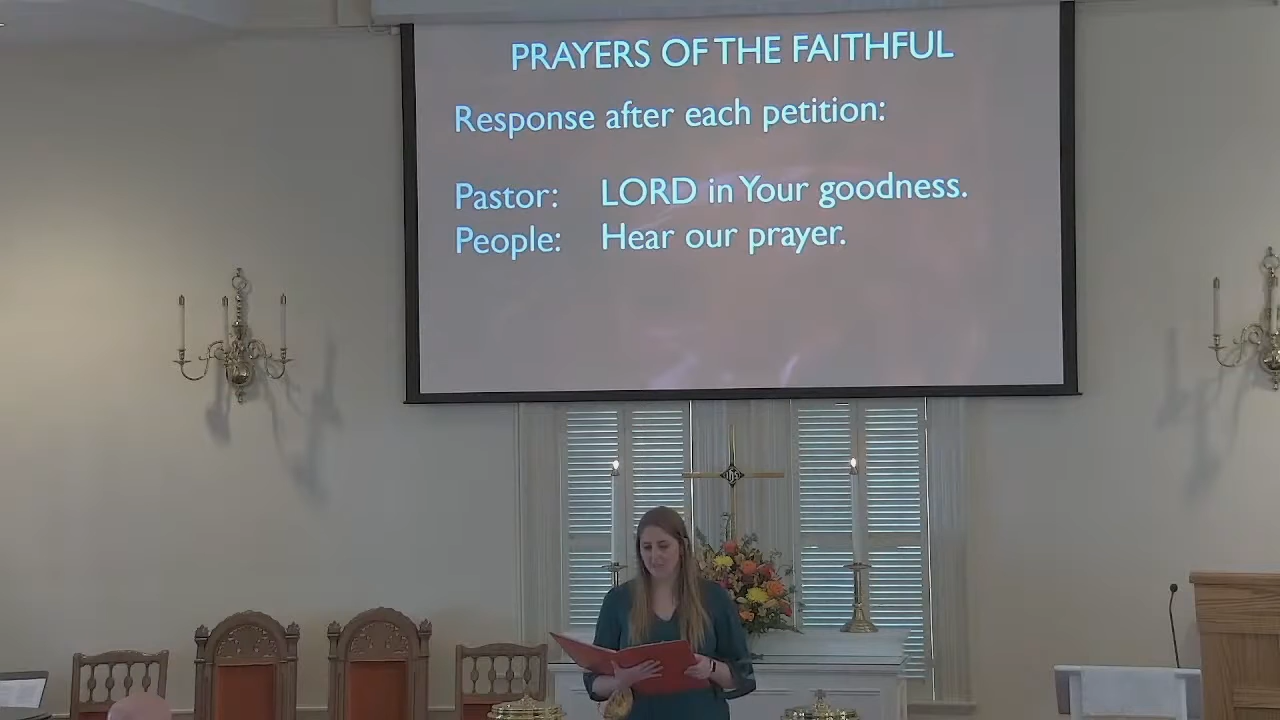 PRAYERS OF THE FAITHFUL
Response after each petition:
Pastor: LORD in Your goodness.
People: Hear our prayer.